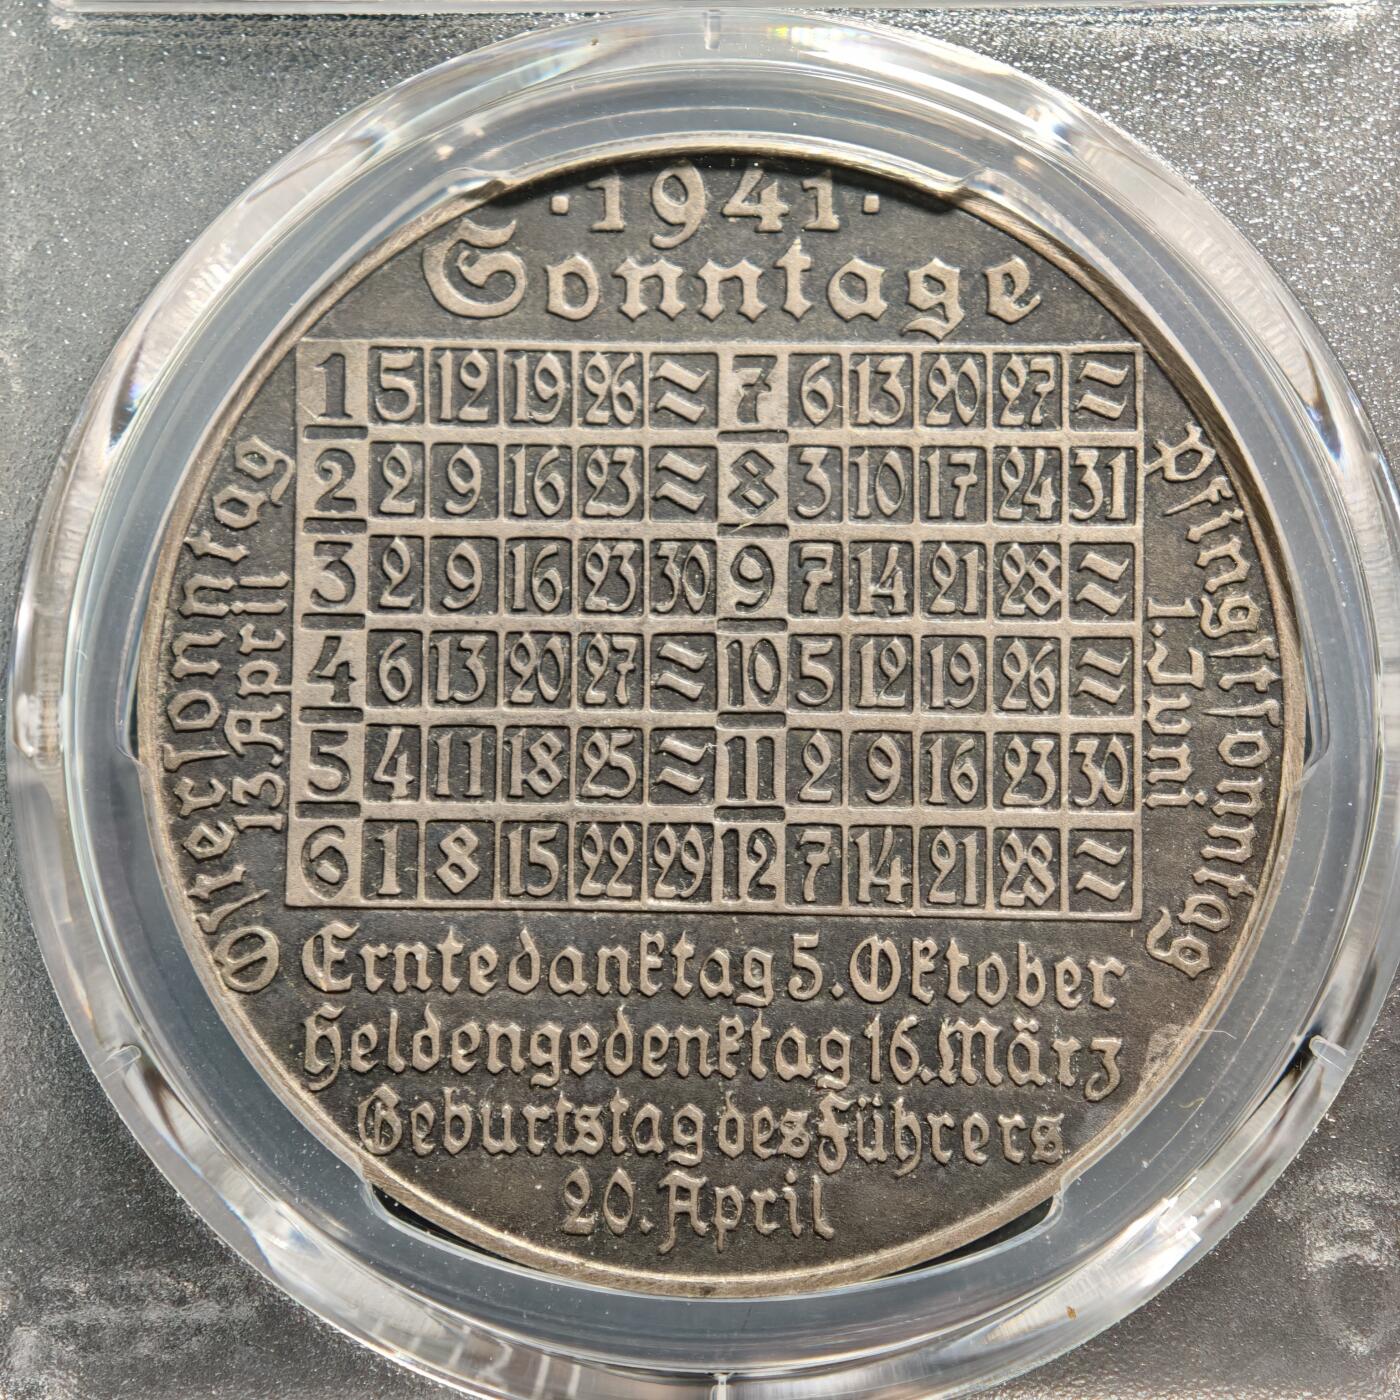 ·1941·
Sonntage
1 5 12 19 26 = 7 6 13 20 27 =
2 2 9 16 23 = 8 3 10 17 24 31
3 2 9 16 23 30 9 7 14 21 28 =
4 6 13 20 27 = 10 5 12 19 26 =
5 4 11 18 25 = 11 2 9 16 23 30
6 1 8 15 22 29 12 7 14 21 28 =
Oſterſonntag
13. April
Pfingſtſonntag
1. Juni
Erntedanktag 5. Oktober
Heldengedenktag 16. März
Geburtstag des Führers
20. April